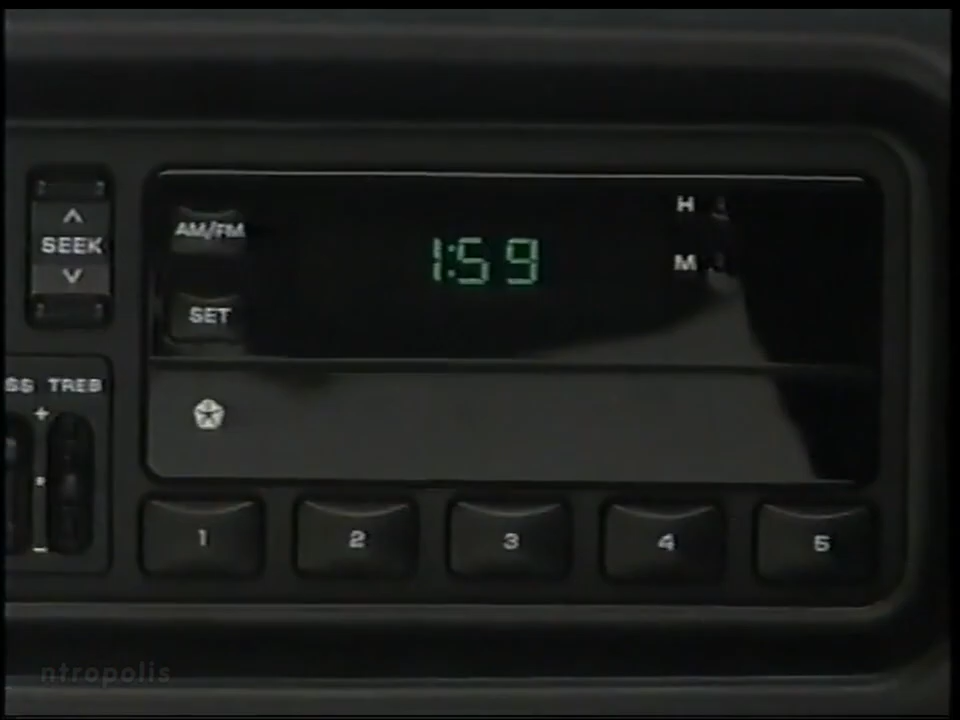 AM/FM
H
1:59
SEEK
M
SET
SS TREB
+
-
1 2 3 4 5
ntropolis